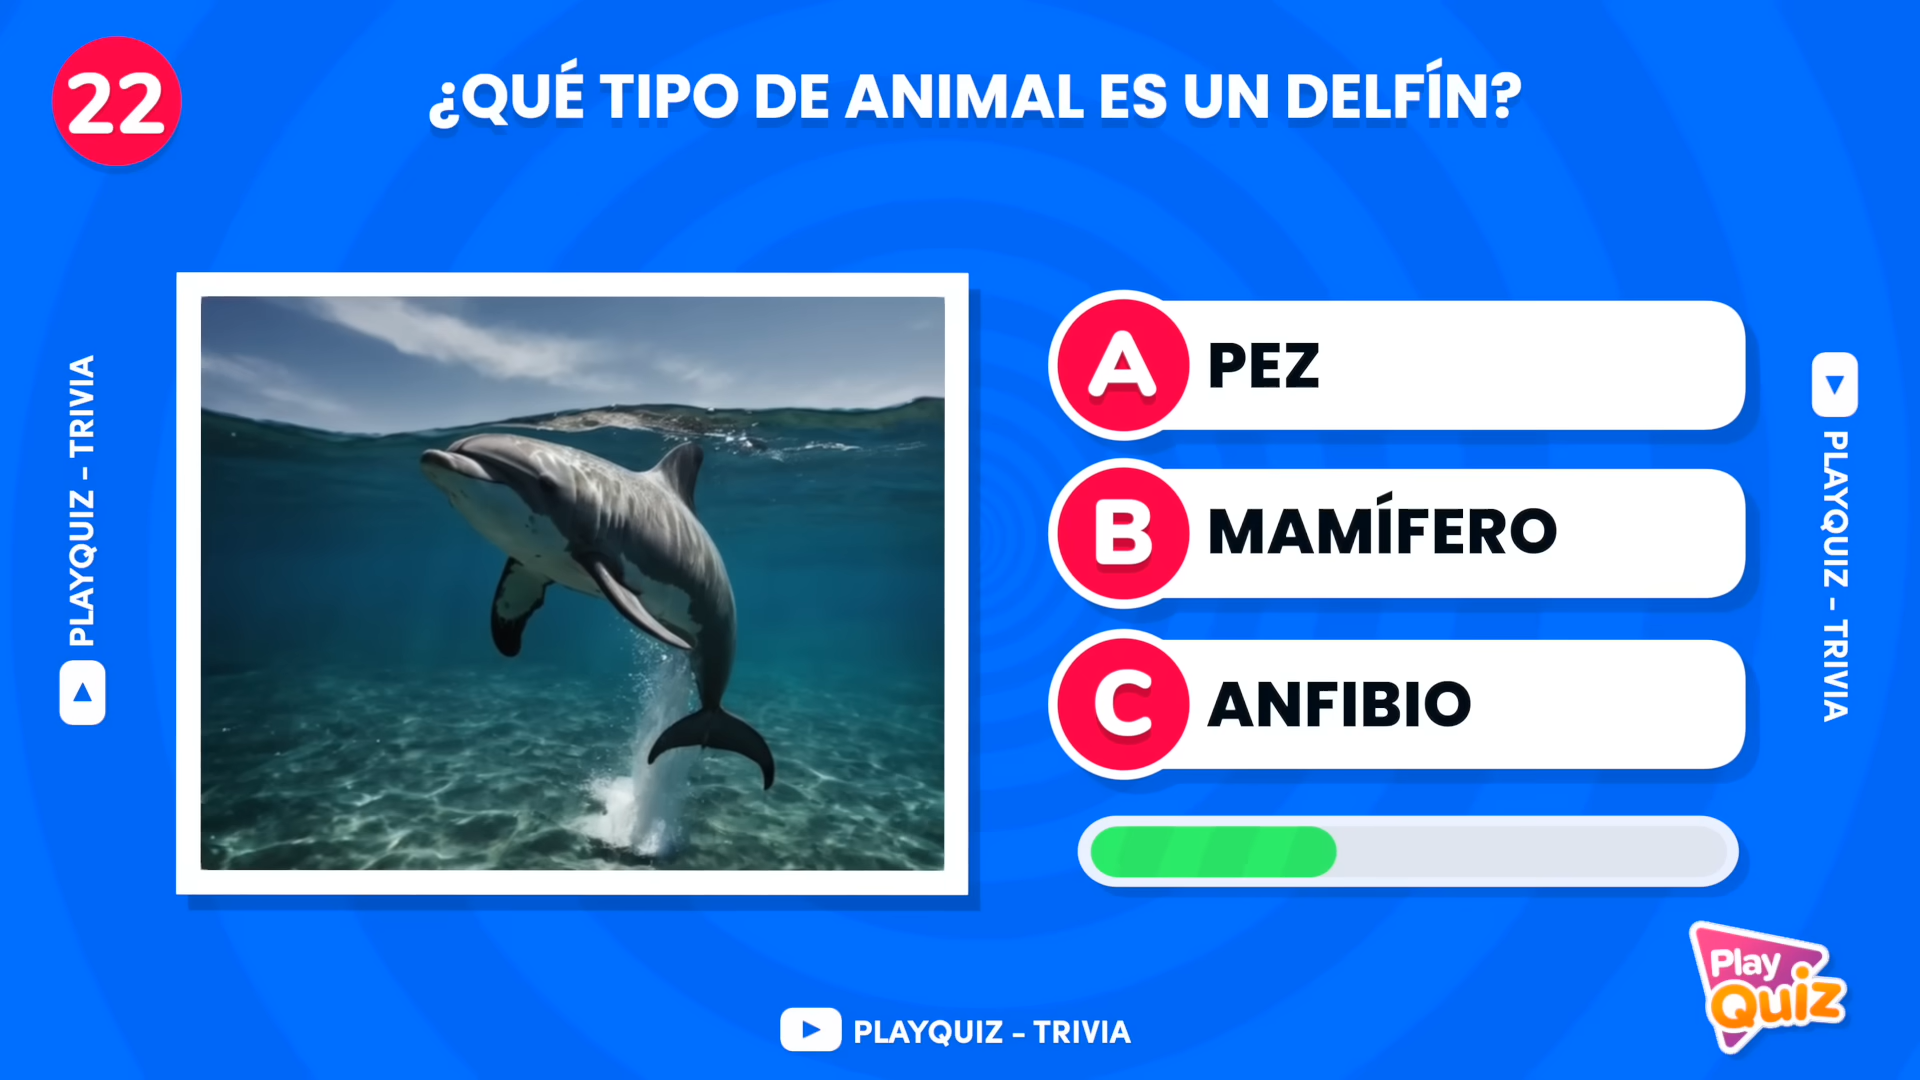 22
¿QUÉ TIPO DE ANIMAL ES UN DELFÍN?
A PEZ
B MAMÍFERO
C ANFIBIO
PLAYQUIZ - TRIVIA
PLAYQUIZ - TRIVIA
PLAYQUIZ - TRIVIA
Play
Quiz